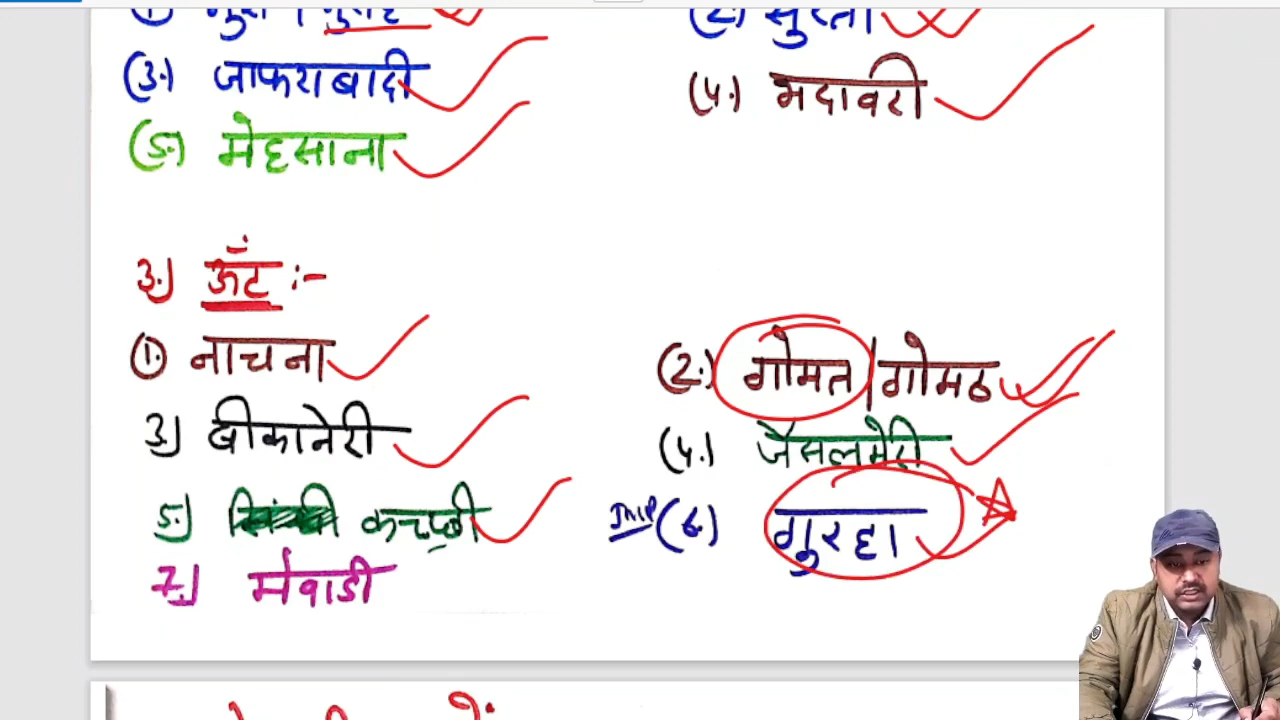 (2.) सुरती
(3.) जाफराबादी (4.) भदावरी
(5.) मेहसाना
3.) ऊँट :-
①. नाचना (2.) गोमत | गोमठ
3.) बीकानेरी (4.) जैसलमेरी
5.) कच्छी Imp (6.) गुरहा
7.) मेवाडी